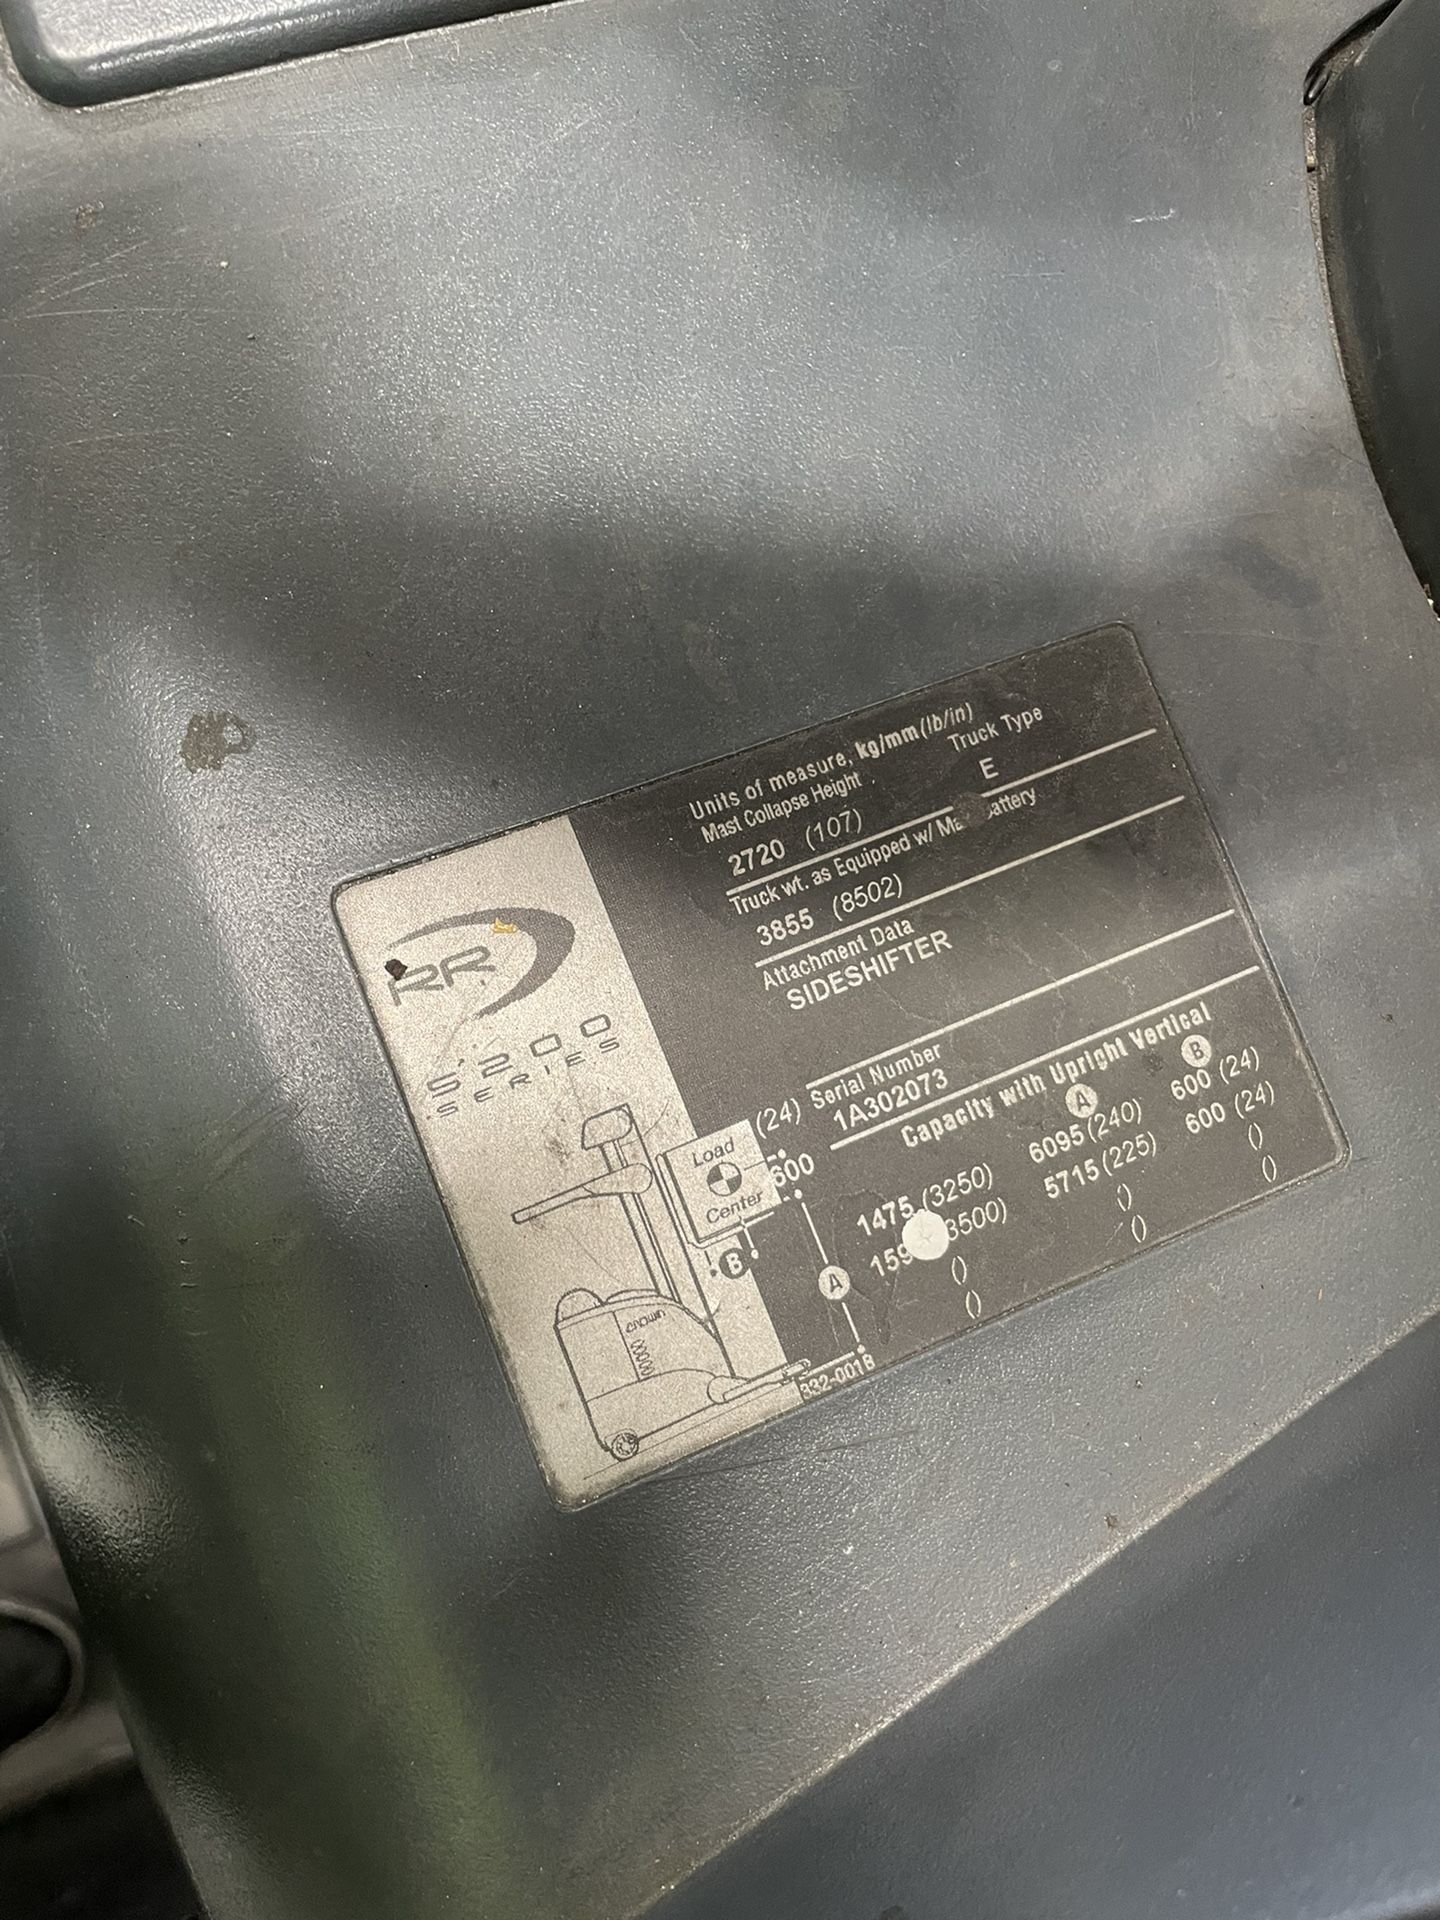 RR
5200
SERIES
Units of measure, kg/mm (lb/in)
Mast Collapse Height Truck Type
2720 (107) E
Truck wt. as Equipped w/
3855 (8502)
Attachment Data
SIDESHIFTER
Serial Number
1A302073
Capacity with Upright Vertical
A B
1475 (3250) 6095 (240) 600 (24)
5715 (225) 600 (24)
() () ()
() () ()
(24)
600
Load
Center
B
A
CROWN